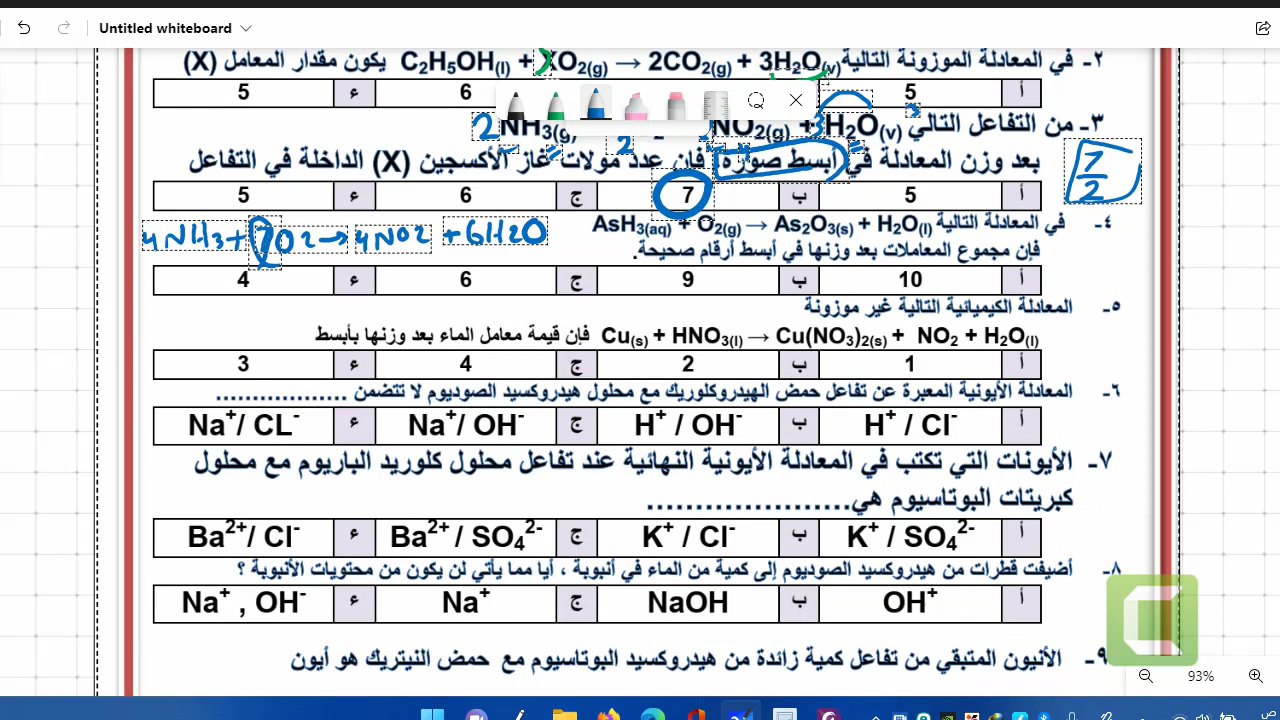 Untitled whiteboard
٢- في المعادلة الموزونة التالية C₂H₅OH(l) + XO₂(g) → 2CO₂(g) + 3H₂O(v) يكون مقدار المعامل (X)
أ 5 ج 6 ء 5
٣- من التفاعل التالي 2 NH₃(g) 2 NO₂(g) + 3 H₂O(v) 3
بعد وزن المعادلة في أبسط صورة فإن عدد مولات غاز الأكسجين (X) الداخلة في التفاعل
7/2
أ 5 ب 7 ج 6 ء 5
٤- في المعادلة التالية AsH₃(aq) + O₂(g) → As₂O₃(s) + H₂O(l)
4NH3 + 7O2 → 4NO2 + 6H2O
فإن مجموع المعاملات بعد وزنها في أبسط أرقام صحيحة.
أ 10 ب 9 ج 6 ء 4
٥- المعادلة الكيميائية التالية غير موزونة
Cu(s) + HNO₃(l) → Cu(NO₃)₂(s) + NO₂ + H₂O(l) فإن قيمة معامل الماء بعد وزنها بأبسط
أ 1 ب 2 ج 4 ء 3
٦- المعادلة الأيونية المعبرة عن تفاعل حمض الهيدروكلوريك مع محلول هيدروكسيد الصوديوم لا تتضمن ..................
أ H⁺ / Cl⁻ ب H⁺ / OH⁻ ج Na⁺/ OH⁻ ء Na⁺/ CL⁻
٧- الأيونات التي تكتب في المعادلة الأيونية النهائية عند تفاعل محلول كلوريد الباريوم مع محلول
كبريتات البوتاسيوم هي......................
أ K⁺ / SO₄²⁻ ب K⁺ / Cl⁻ ج Ba²⁺ / SO₄²⁻ ء Ba²⁺/ Cl⁻
٨- أضيفت قطرات من هيدروكسيد الصوديوم إلى كمية من الماء في أنبوبة ، أيا مما يأتي لن يكون من محتويات الأنبوبة ؟
أ OH⁺ ب NaOH ج Na⁺ ء Na⁺ , OH⁻
٩- الأنيون المتبقي من تفاعل كمية زائدة من هيدروكسيد البوتاسيوم مع حمض النيتريك هو أيون
93%